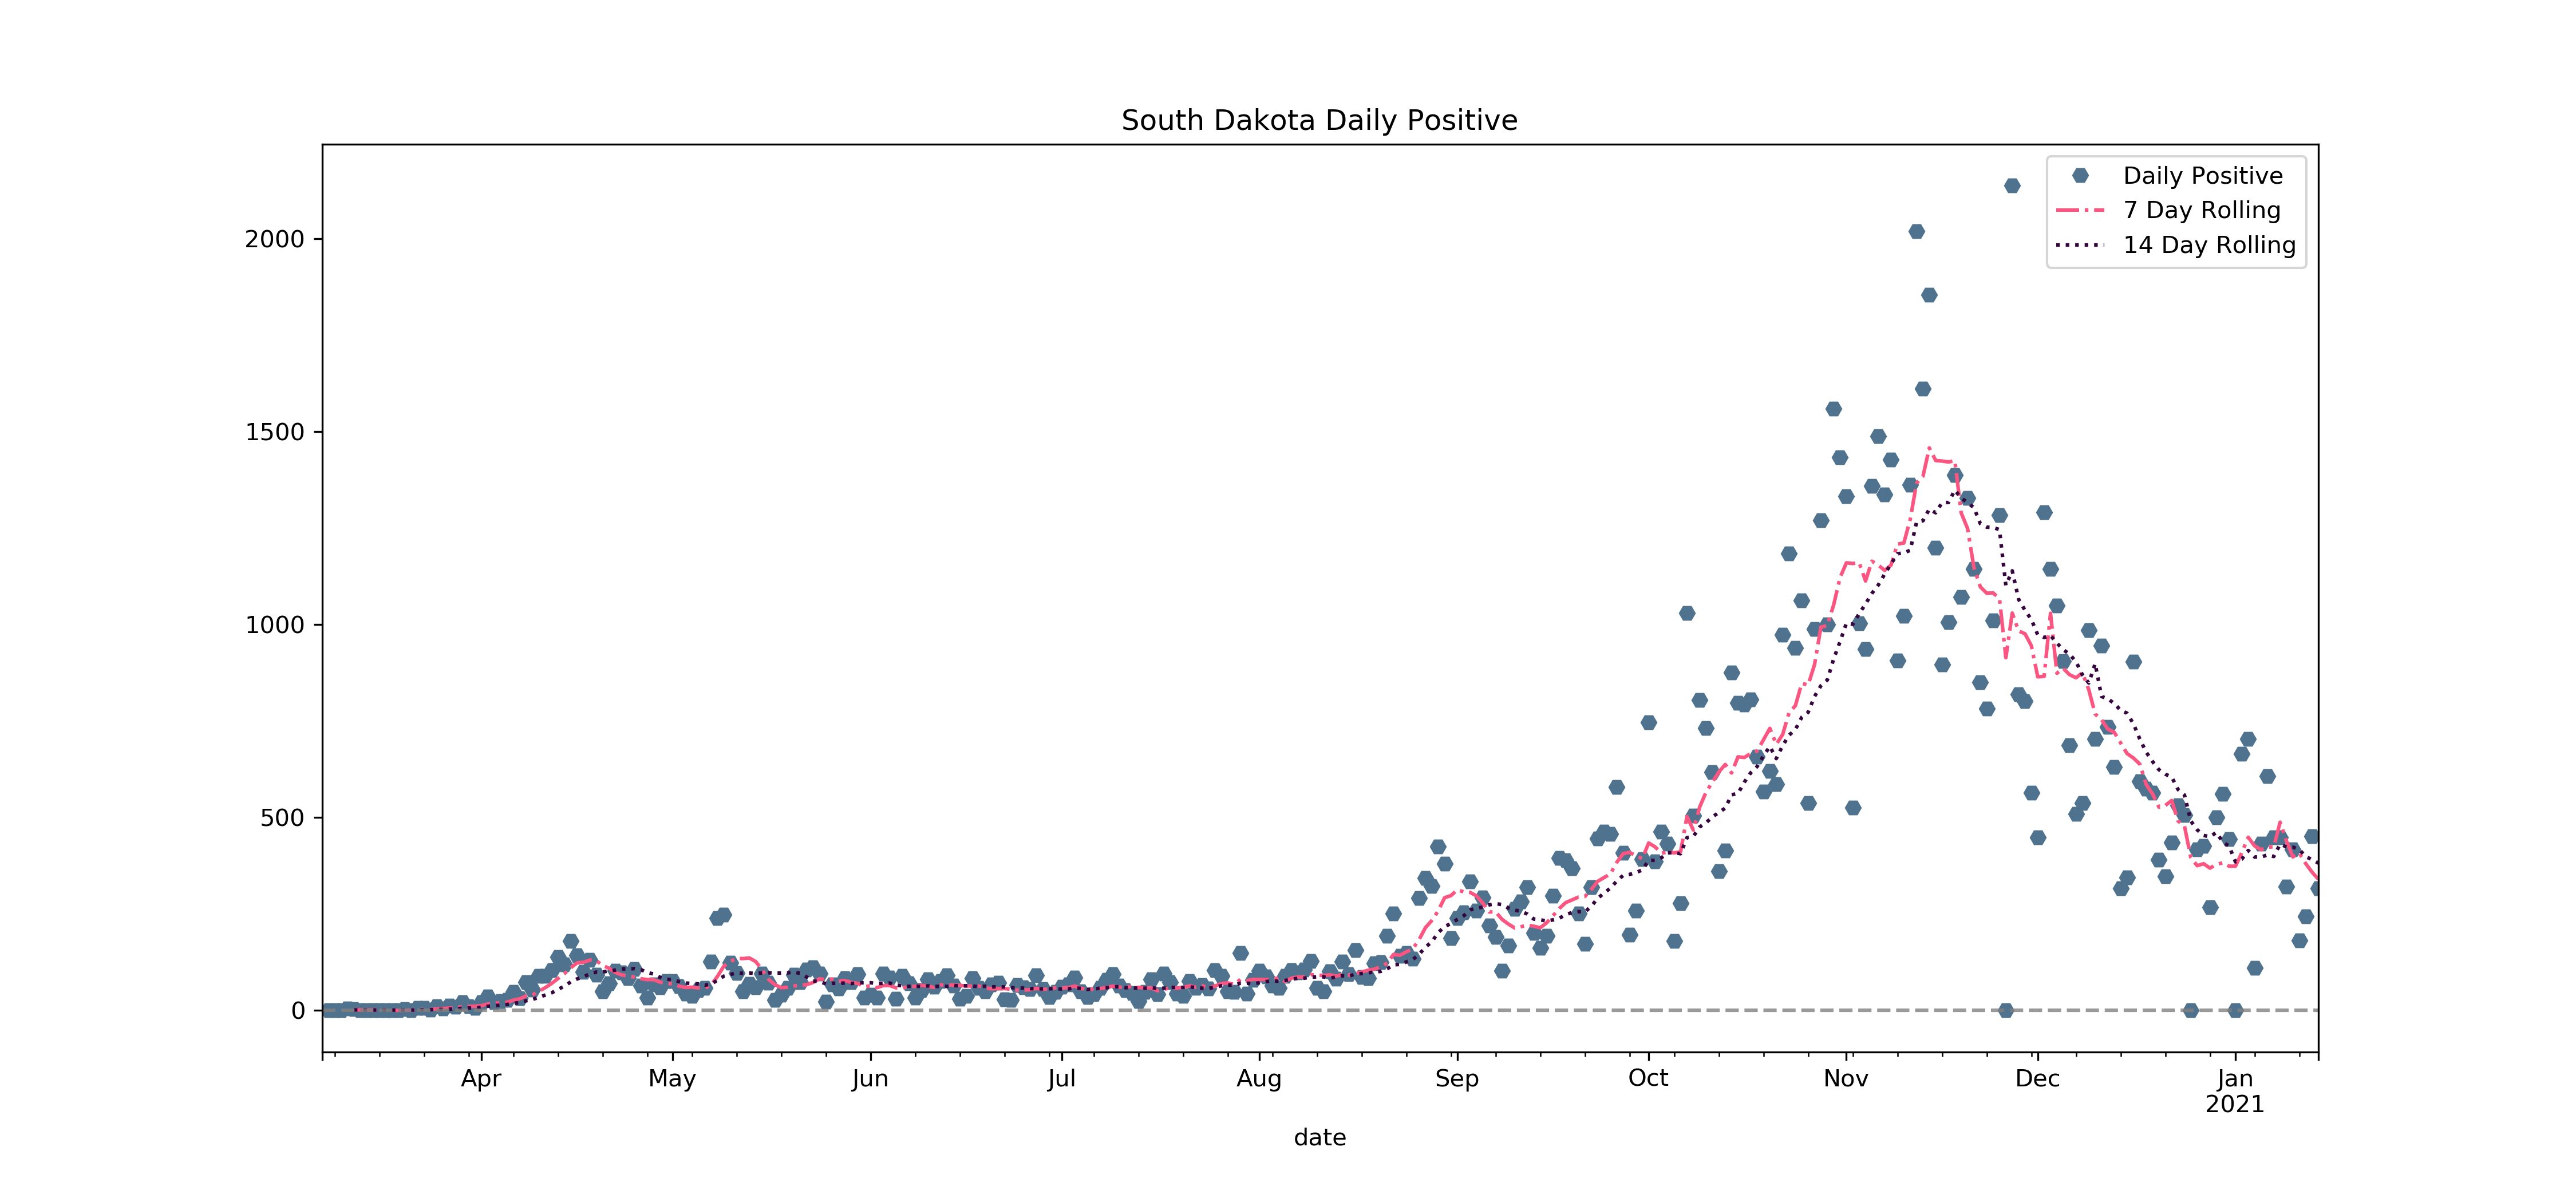 South Dakota Daily Positive
Daily Positive
7 Day Rolling
14 Day Rolling
2000
1500
1000
500
0
Apr May Jun Jul Aug Sep Oct Nov Dec Jan
2021
date